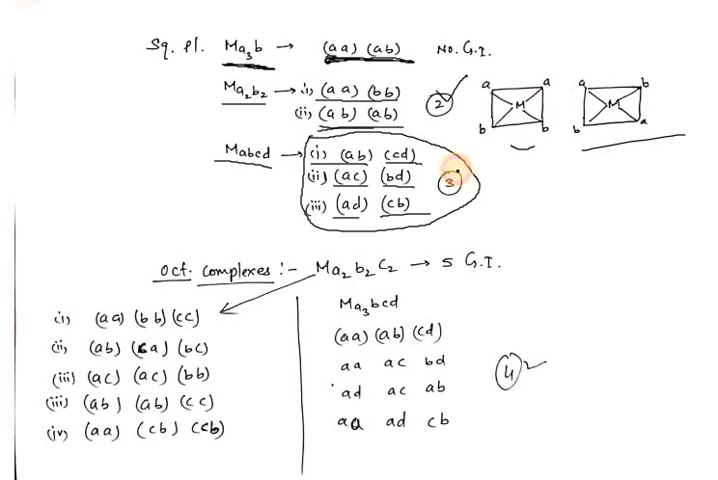 Sq. Pl. Ma₃b → (aa) (ab) No. G.I.
Ma₂b₂ → i) (aa) (bb) ②
(ii) (ab) (ab)
a a b b M
a b b a M
Mabcd → (i) (ab) (cd)
(ii) (ac) (bd) ③
(iii) (ad) (cb)
Oct. Complexes :- Ma₂b₂C₂ → 5 G.I.
(i) (aa) (bb) (cc)
(ii) (ab) (ca) (bc)
(iii) (ac) (ac) (bb)
(iii) (ab) (ab) (cc)
(iv) (aa) (cb) (cb)
Ma₃bcd
(aa) (ab) (cd)
aa ac bd
ad ac ab ④
aa ad cb